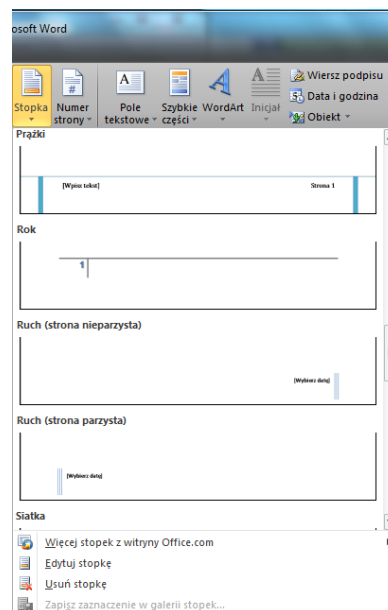 osoft Word
Stopka
Numer strony
A
Pole tekstowe
Szybkie części
A
WordArt
A
Inicjał
Wiersz podpisu
5 Data i godzina
Obiekt
#
Prążki
[Wpisz tekst] Strona 1
Rok
1
Ruch (strona nieparzysta)
[Wybierz datę]
Ruch (strona parzysta)
[Wybierz datę]
Siatka
Więcej stopek z witryny Office.com
Edytuj stopkę
Usuń stopkę
Zapisz zaznaczenie w galerii stopek...